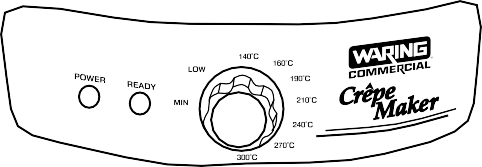 POWER
READY
MIN
LOW
140°C
160°C
190°C
210°C
240°C
270°C
300°C
WARING
COMMERCIAL
Crêpe
Maker